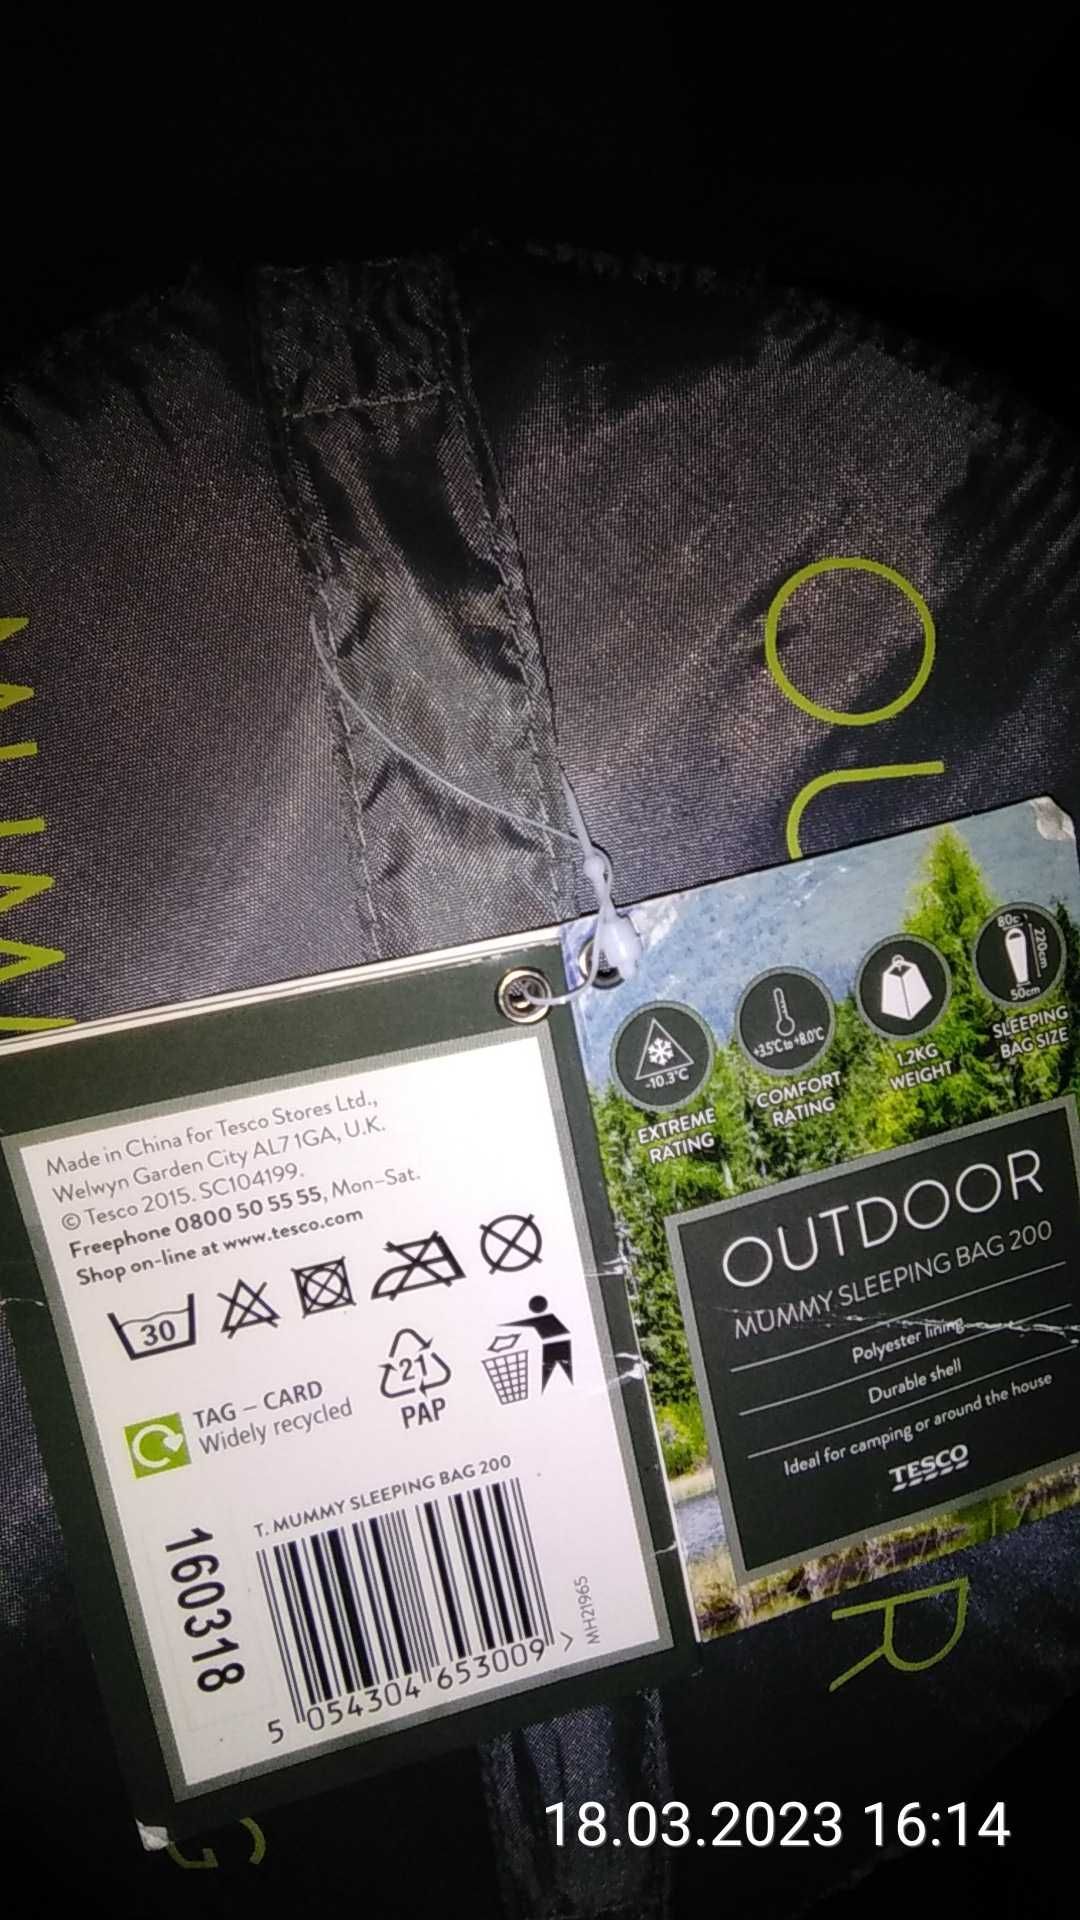 OU
R
80c
220cm
50cm
-10.3°C
+3.5°C to +8.0°C
EXTREME
RATING
COMFORT
RATING
1.2KG
WEIGHT
SLEEPING
BAG SIZE
OUTDOOR
MUMMY SLEEPING BAG 200
Polyester lining
Durable shell
Ideal for camping or around the house
TESCO
Made in China for Tesco Stores Ltd.,
Welwyn Garden City AL7 1GA, U.K.
© Tesco 2015. SC104199.
Freephone 0800 50 55 55, Mon-Sat.
Shop on-line at www.tesco.com
30
TAG – CARD
Widely recycled
21
PAP
T. MUMMY SLEEPING BAG 200
160318
MH21965
5 054304 653009 >
18.03.2023 16:14